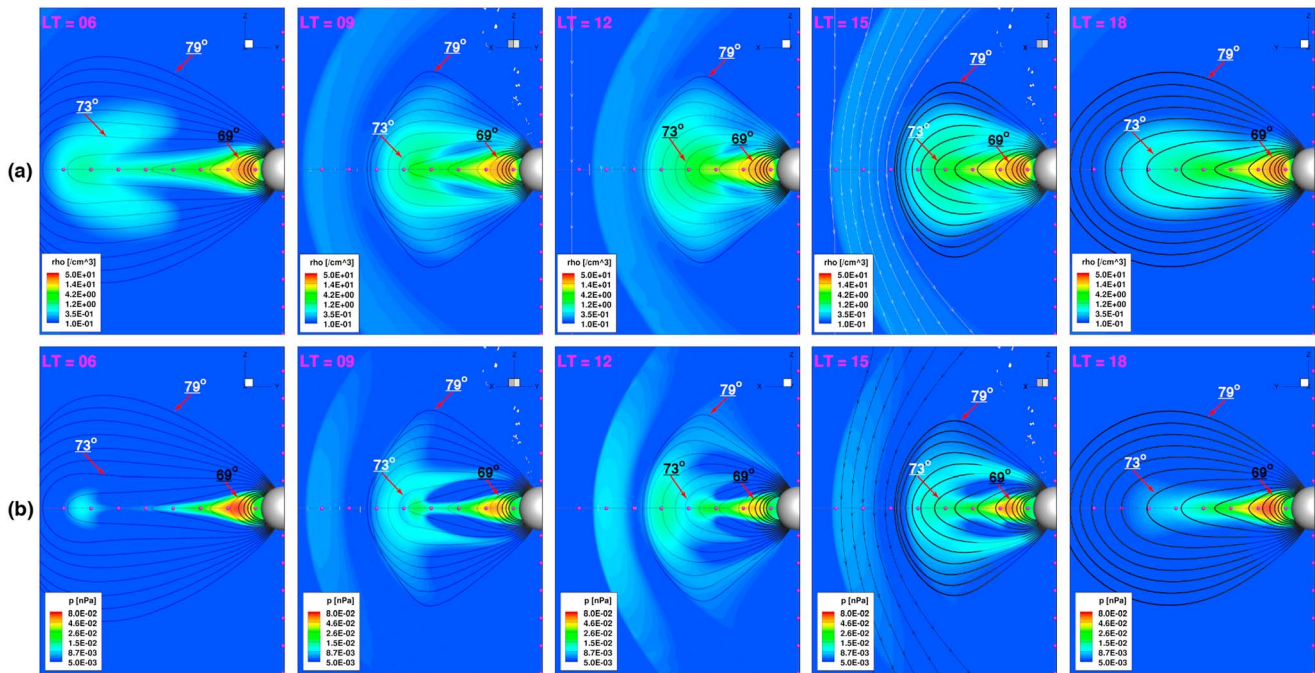 LT = 06
79°
73°
69°
Z
Y
rho [/cm^3]
5.0E+01
1.4E+01
4.2E+00
1.2E+00
3.5E-01
1.0E-01
LT = 09
79°
73°
69°
Z
X
Y
rho [/cm^3]
5.0E+01
1.4E+01
4.2E+00
1.2E+00
3.5E-01
1.0E-01
LT = 12
79°
73°
69°
Z
X
rho [/cm^3]
5.0E+01
1.4E+01
4.2E+00
1.2E+00
3.5E-01
1.0E-01
LT = 15
79°
73°
69°
Z
X
rho [/cm^3]
5.0E+01
1.4E+01
4.2E+00
1.2E+00
3.5E-01
1.0E-01
LT = 18
79°
73°
69°
Z
Y
rho [/cm^3]
5.0E+01
1.4E+01
4.2E+00
1.2E+00
3.5E-01
1.0E-01
(a)
LT = 06
79°
73°
69°
Z
Y
p [nPa]
8.0E-02
4.6E-02
2.6E-02
1.5E-02
8.7E-03
5.0E-03
LT = 09
79°
73°
69°
Z
X
Y
p [nPa]
8.0E-02
4.6E-02
2.6E-02
1.5E-02
8.7E-03
5.0E-03
LT = 12
79°
73°
69°
Z
X
p [nPa]
8.0E-02
4.6E-02
2.6E-02
1.5E-02
8.7E-03
5.0E-03
LT = 15
79°
73°
69°
Z
X
p [nPa]
8.0E-02
4.6E-02
2.6E-02
1.5E-02
8.7E-03
5.0E-03
LT = 18
79°
73°
69°
Z
Y
p [nPa]
8.0E-02
4.6E-02
2.6E-02
1.5E-02
8.7E-03
5.0E-03
(b)